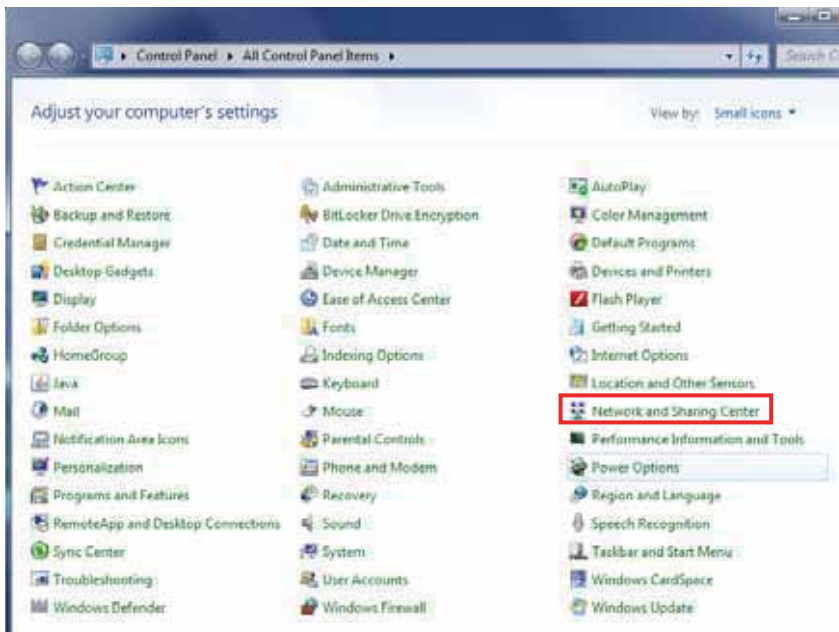 Control Panel ▸ All Control Panel Items ▸
Search C
Adjust your computer's settings
View by: Small icons
Action Center
Administrative Tools
AutoPlay
Backup and Restore
BitLocker Drive Encryption
Color Management
Credential Manager
Date and Time
Default Programs
Desktop Gadgets
Device Manager
Devices and Printers
Display
Ease of Access Center
Flash Player
Folder Options
Fonts
Getting Started
HomeGroup
Indexing Options
Internet Options
Java
Keyboard
Location and Other Sensors
Mail
Mouse
Network and Sharing Center
Notification Area Icons
Parental Controls
Performance Information and Tools
Personalization
Phone and Modem
Power Options
Programs and Features
Recovery
Region and Language
RemoteApp and Desktop Connections
Sound
Speech Recognition
Sync Center
System
Taskbar and Start Menu
Troubleshooting
User Accounts
Windows CardSpace
Windows Defender
Windows Firewall
Windows Update